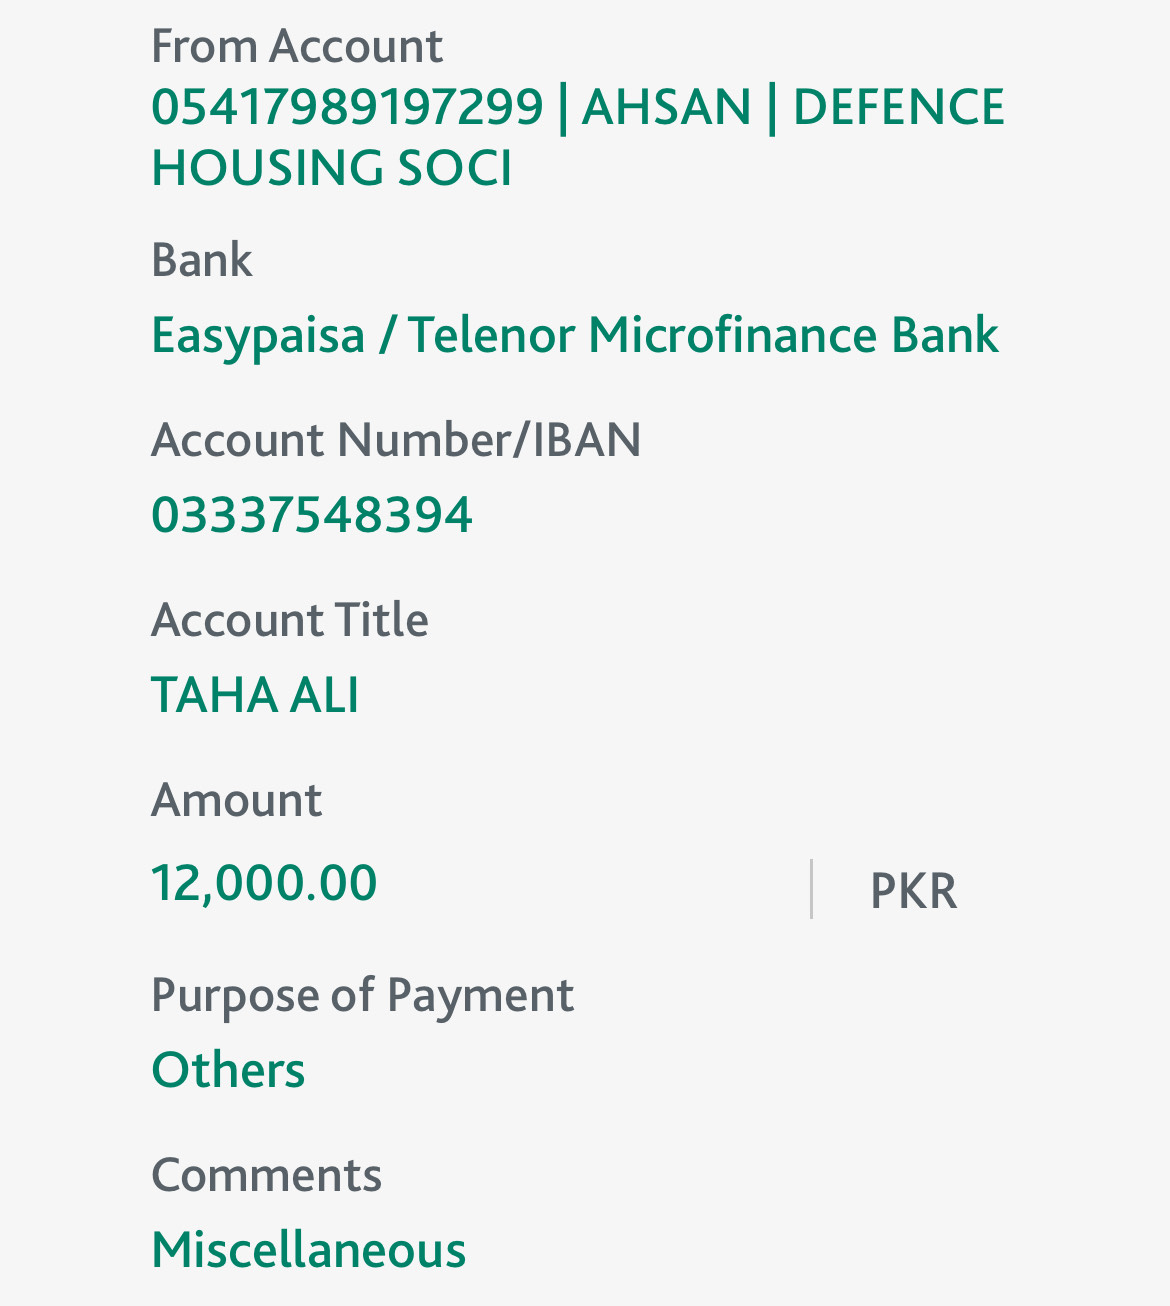 From Account
05417989197299 | AHSAN | DEFENCE
HOUSING SOCI
Bank
Easypaisa / Telenor Microfinance Bank
Account Number/IBAN
03337548394
Account Title
TAHA ALI
Amount
12,000.00 PKR
Purpose of Payment
Others
Comments
Miscellaneous